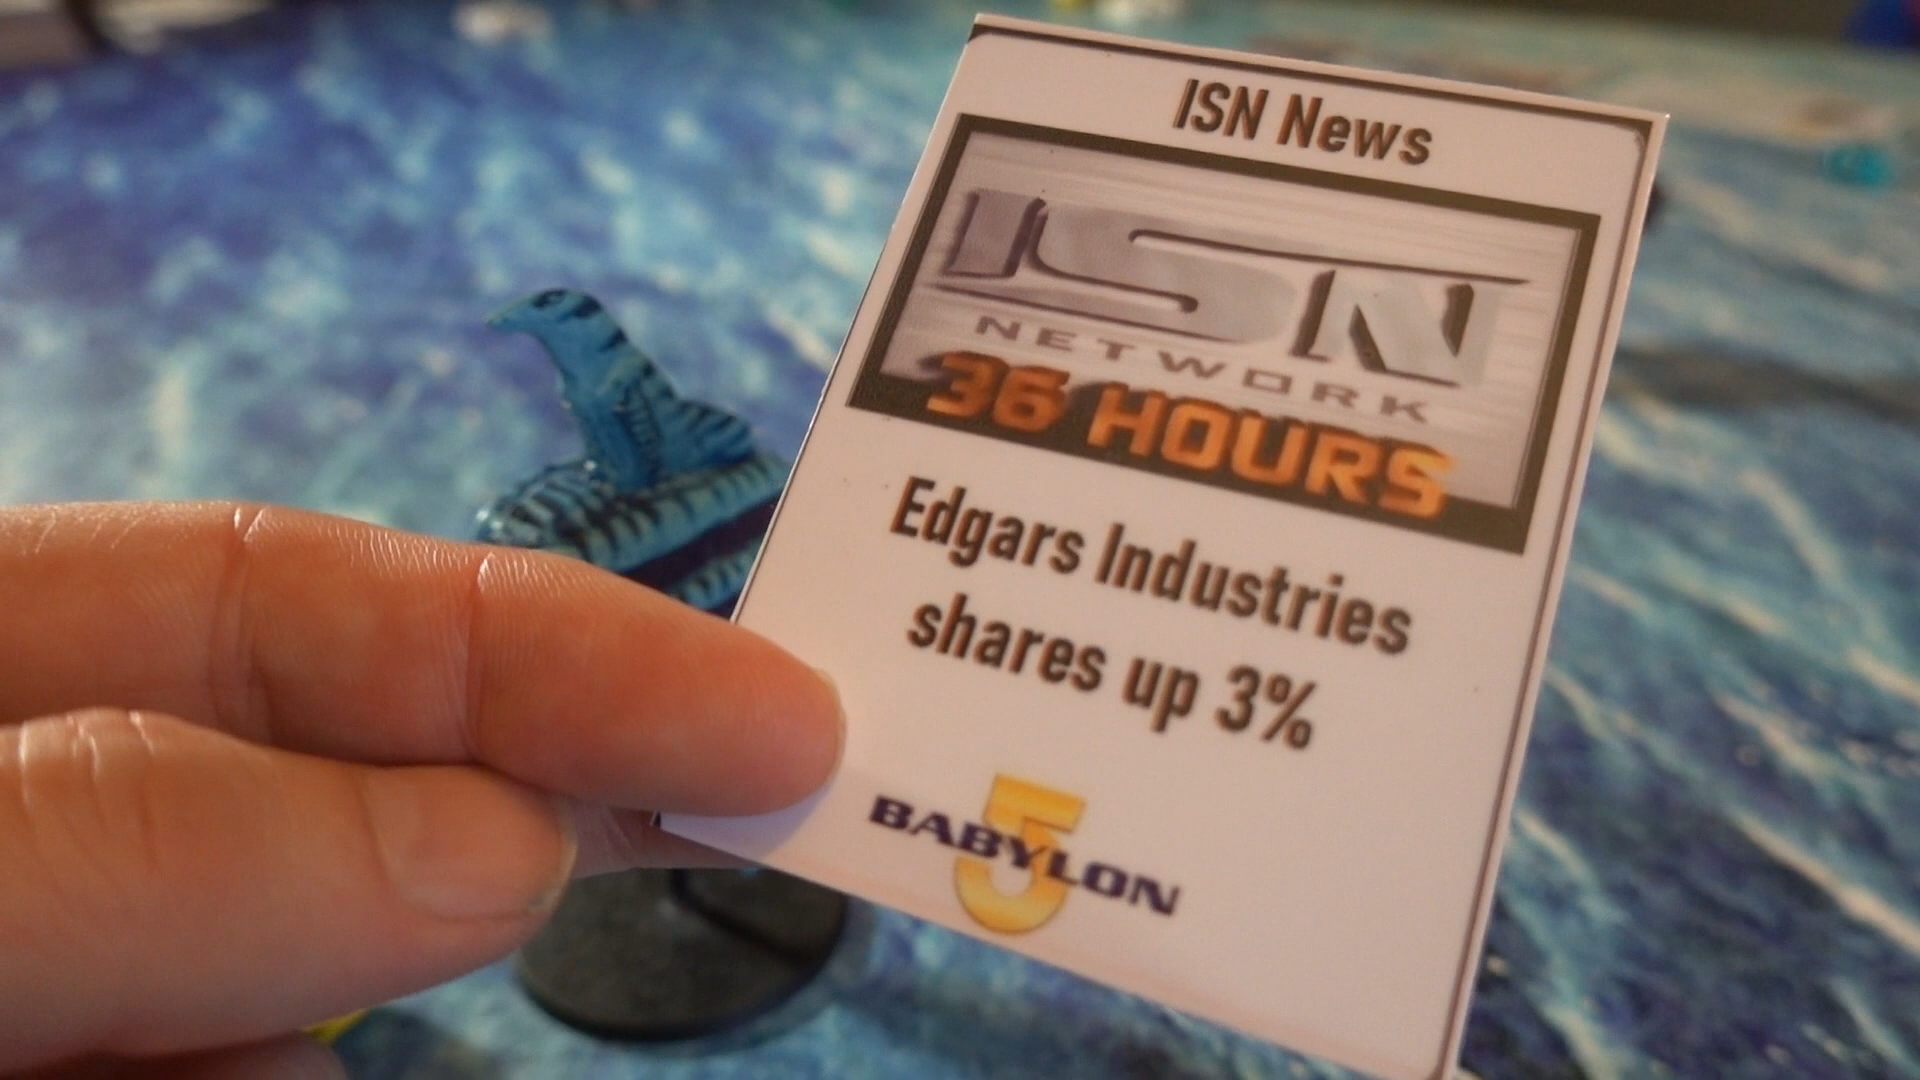 ISN News
ISN
NETWORK
36 HOURS
Edgars Industries
shares up 3%
BABYLON
5